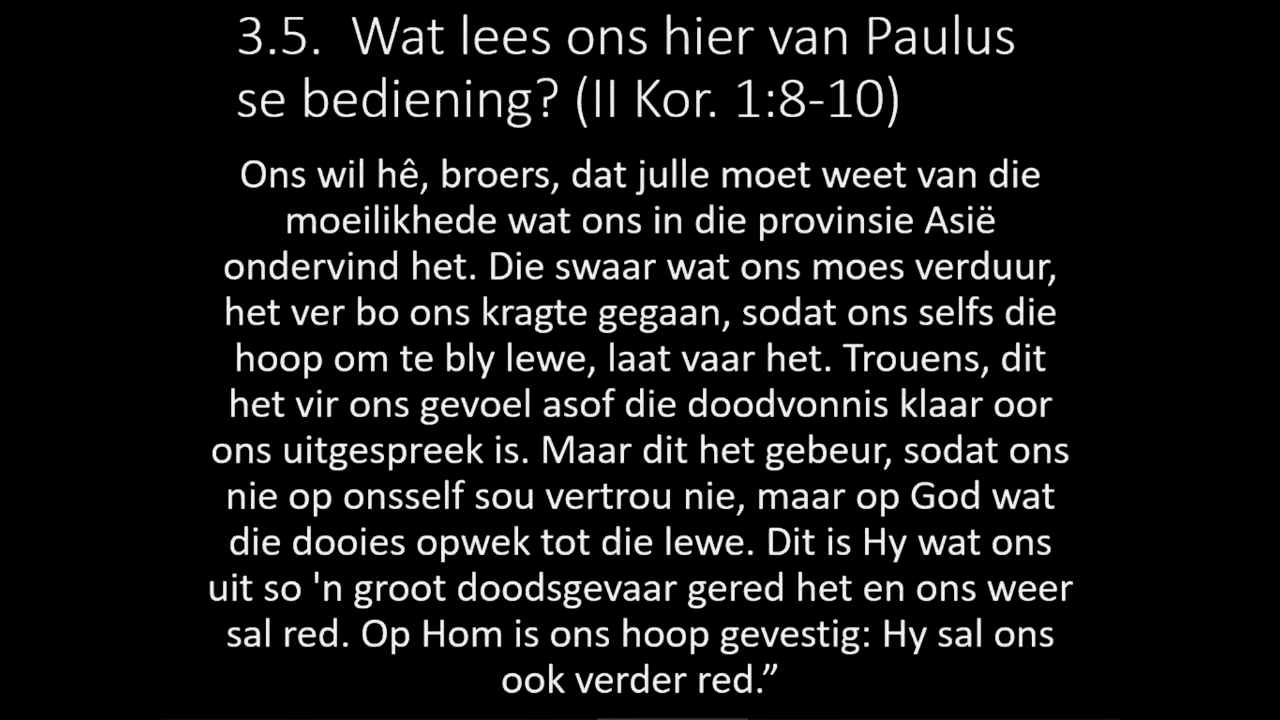 3.5.  Wat lees ons hier van Paulus
se bediening? (II Kor. 1:8-10)
Ons wil hê, broers, dat julle moet weet van die
moeilikhede wat ons in die provinsie Asië
ondervind het. Die swaar wat ons moes verduur,
het ver bo ons kragte gegaan, sodat ons selfs die
hoop om te bly lewe, laat vaar het. Trouens, dit
het vir ons gevoel asof die doodvonnis klaar oor
ons uitgespreek is. Maar dit het gebeur, sodat ons
nie op onsself sou vertrou nie, maar op God wat
die dooies opwek tot die lewe. Dit is Hy wat ons
uit so 'n groot doodsgevaar gered het en ons weer
sal red. Op Hom is ons hoop gevestig: Hy sal ons
ook verder red.”